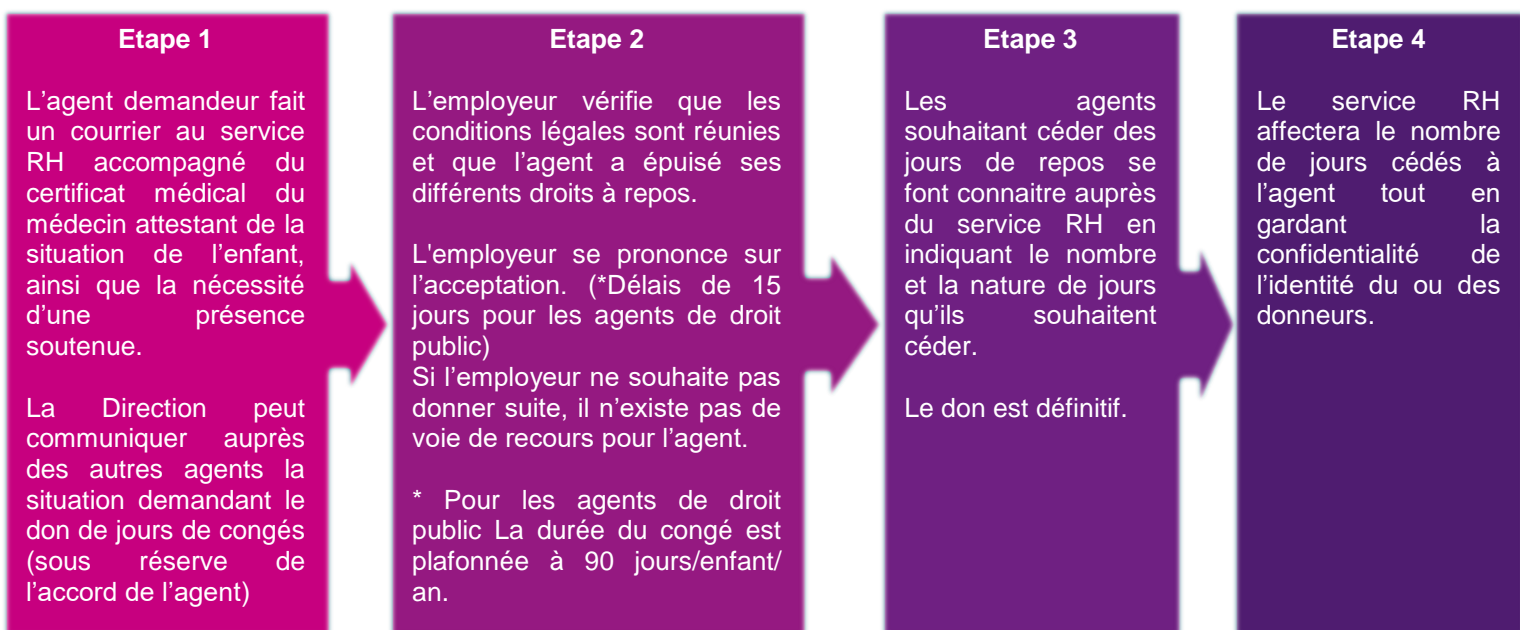 Etape 1
L’agent demandeur fait
un courrier au service
RH accompagné du
certificat médical du
médecin attestant de la
situation de l’enfant,
ainsi que la nécessité
d’une présence
soutenue.
La Direction peut
communiquer auprès
des autres agents la
situation demandant le
don de jours de congés
(sous réserve de
l’accord de l’agent)
Etape 2
L’employeur vérifie que les
conditions légales sont réunies
et que l’agent a épuisé ses
différents droits à repos.
L'employeur se prononce sur
l’acceptation. (*Délais de 15
jours pour les agents de droit
public)
Si l’employeur ne souhaite pas
donner suite, il n’existe pas de
voie de recours pour l’agent.
* Pour les agents de droit
public La durée du congé est
plafonnée à 90 jours/enfant/
an.
Etape 3
Les agents
souhaitant céder des
jours de repos se
font connaitre auprès
du service RH en
indiquant le nombre
et la nature de jours
qu’ils souhaitent
céder.
Le don est définitif.
Etape 4
Le service RH
affectera le nombre
de jours cédés à
l’agent tout en
gardant la
confidentialité de
l’identité du ou des
donneurs.